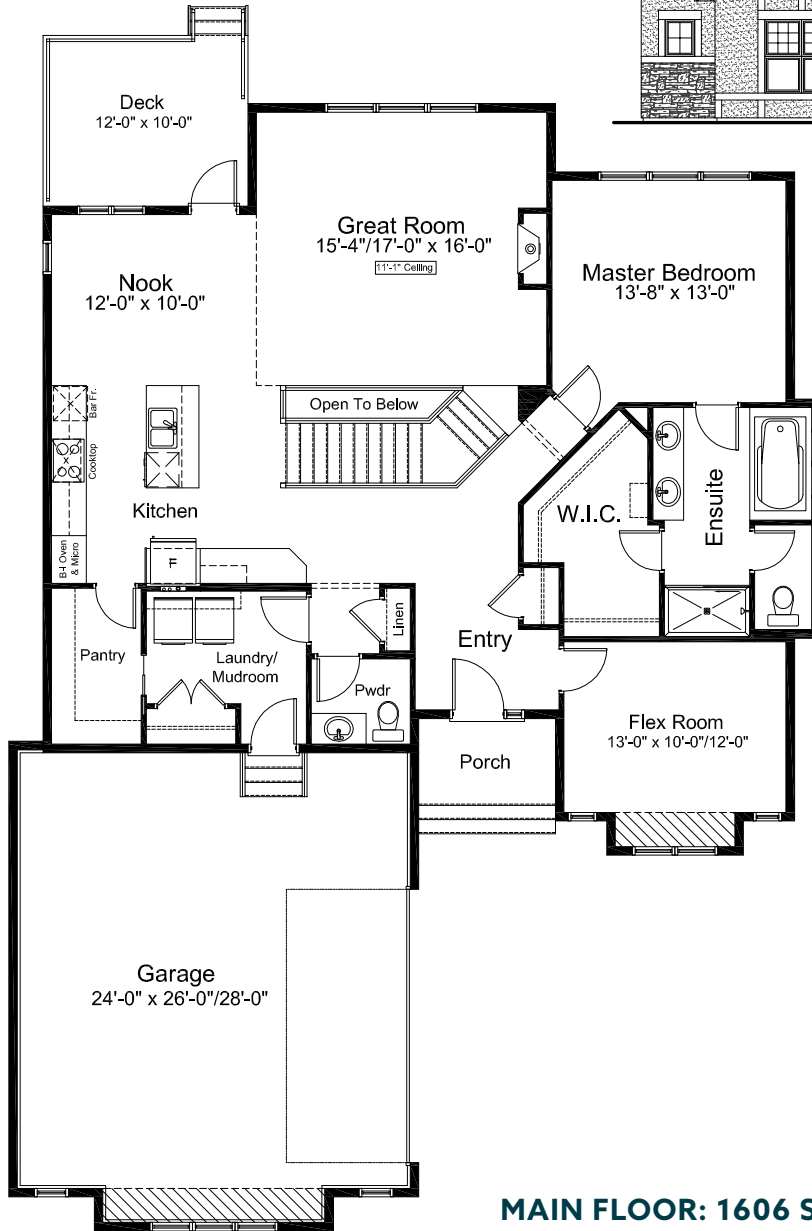 Deck
12'-0" x 10'-0"
Great Room
15'-4"/17'-0" x 16'-0"
11'-1" Ceiling
Nook
12'-0" x 10'-0"
Master Bedroom
13'-8" x 13'-0"
Bar Fr.
Open To Below
Cooktop
Kitchen
W.I.C.
Ensuite
B-I Oven
& Micro
Pantry
Laundry/
Mudroom
Linen
Entry
Pwdr
Flex Room
13'-0" x 10'-0"/12'-0"
Porch
Garage
24'-0" x 26'-0"/28'-0"
MAIN FLOOR: 1606 S